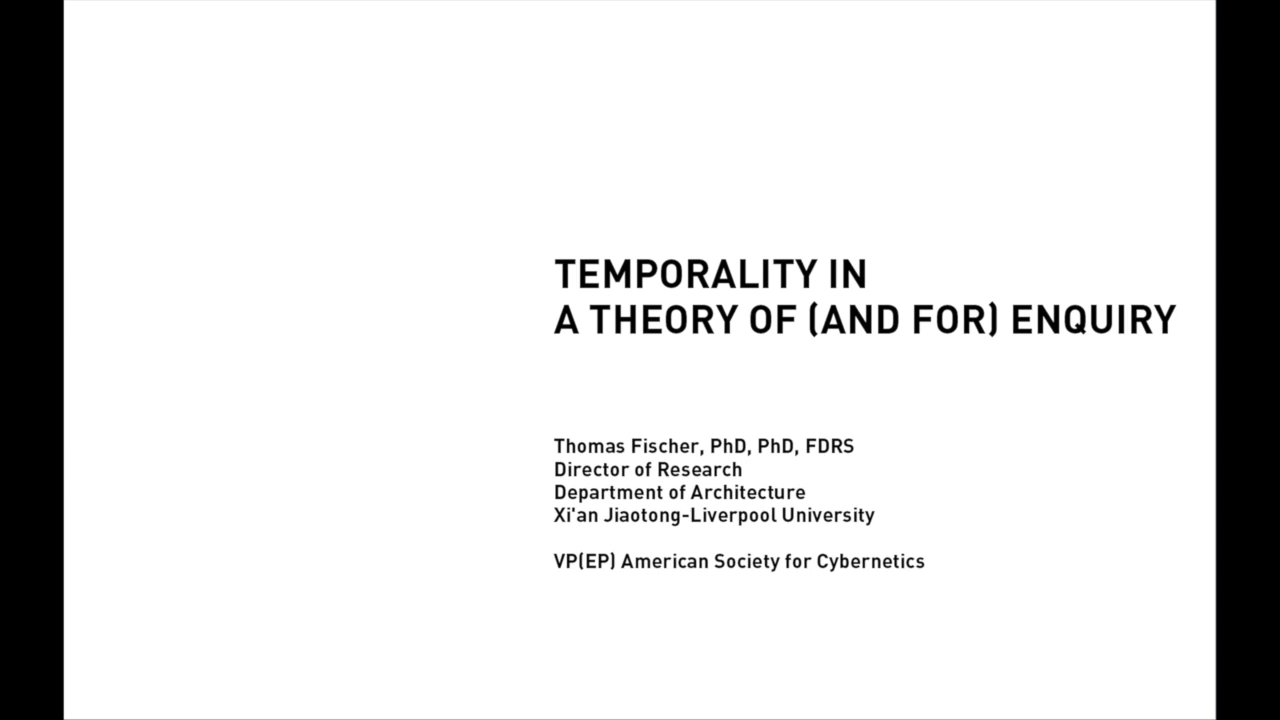 TEMPORALITY IN
A THEORY OF (AND FOR) ENQUIRY
Thomas Fischer, PhD, PhD, FDRS
Director of Research
Department of Architecture
Xi'an Jiaotong-Liverpool University
VP(EP) American Society for Cybernetics